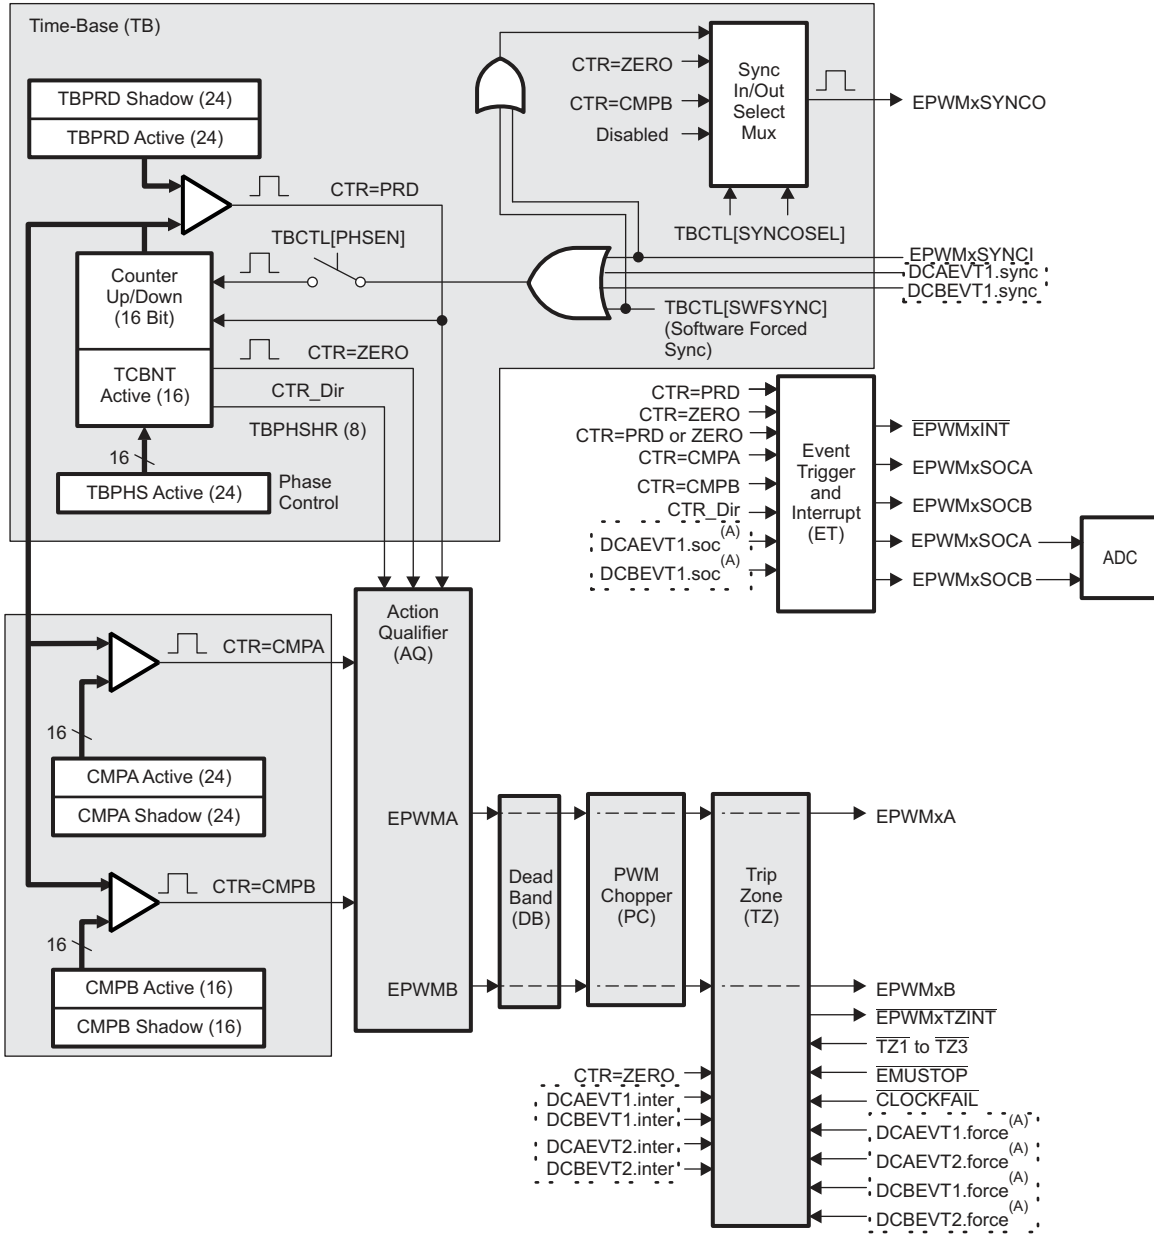 Time-Base (TB)
TBPRD Shadow (24)
TBPRD Active (24)
CTR=PRD
CTR=ZERO
CTR=CMPB
Disabled
Sync
In/Out
Select
Mux
EPWMxSYNCO
TBCTL[SYNCOSEL]
TBCTL[PHSEN]
EPWMxSYNCI
DCAEVT1.sync
DCBEVT1.sync
TBCTL[SWFSYNC]
(Software Forced
Sync)
Counter
Up/Down
(16 Bit)
TCBNT
Active (16)
CTR=ZERO
CTR_Dir
TBPHSHR (8)
16
TBPHS Active (24)
Phase
Control
CTR=PRD
CTR=ZERO
CTR=PRD or ZERO
CTR=CMPA
CTR=CMPB
CTR_Dir
DCAEVT1.soc(A)
DCBEVT1.soc(A)
Event
Trigger
and
Interrupt
(ET)
EPWMxINT
EPWMxSOCA
EPWMxSOCB
EPWMxSOCA
EPWMxSOCB
ADC
Action
Qualifier
(AQ)
CTR=CMPA
16
CMPA Active (24)
CMPA Shadow (24)
CTR=CMPB
16
CMPB Active (16)
CMPB Shadow (16)
EPWMA
EPWMB
Dead
Band
(DB)
PWM
Chopper
(PC)
Trip
Zone
(TZ)
EPWMxA
EPWMxB
EPWMxTZINT
TZ1 to TZ3
EMUSTOP
CLOCKFAIL
DCAEVT1.force(A)
DCAEVT2.force(A)
DCBEVT1.force(A)
DCBEVT2.force(A)
CTR=ZERO
DCAEVT1.inter
DCBEVT1.inter
DCAEVT2.inter
DCBEVT2.inter